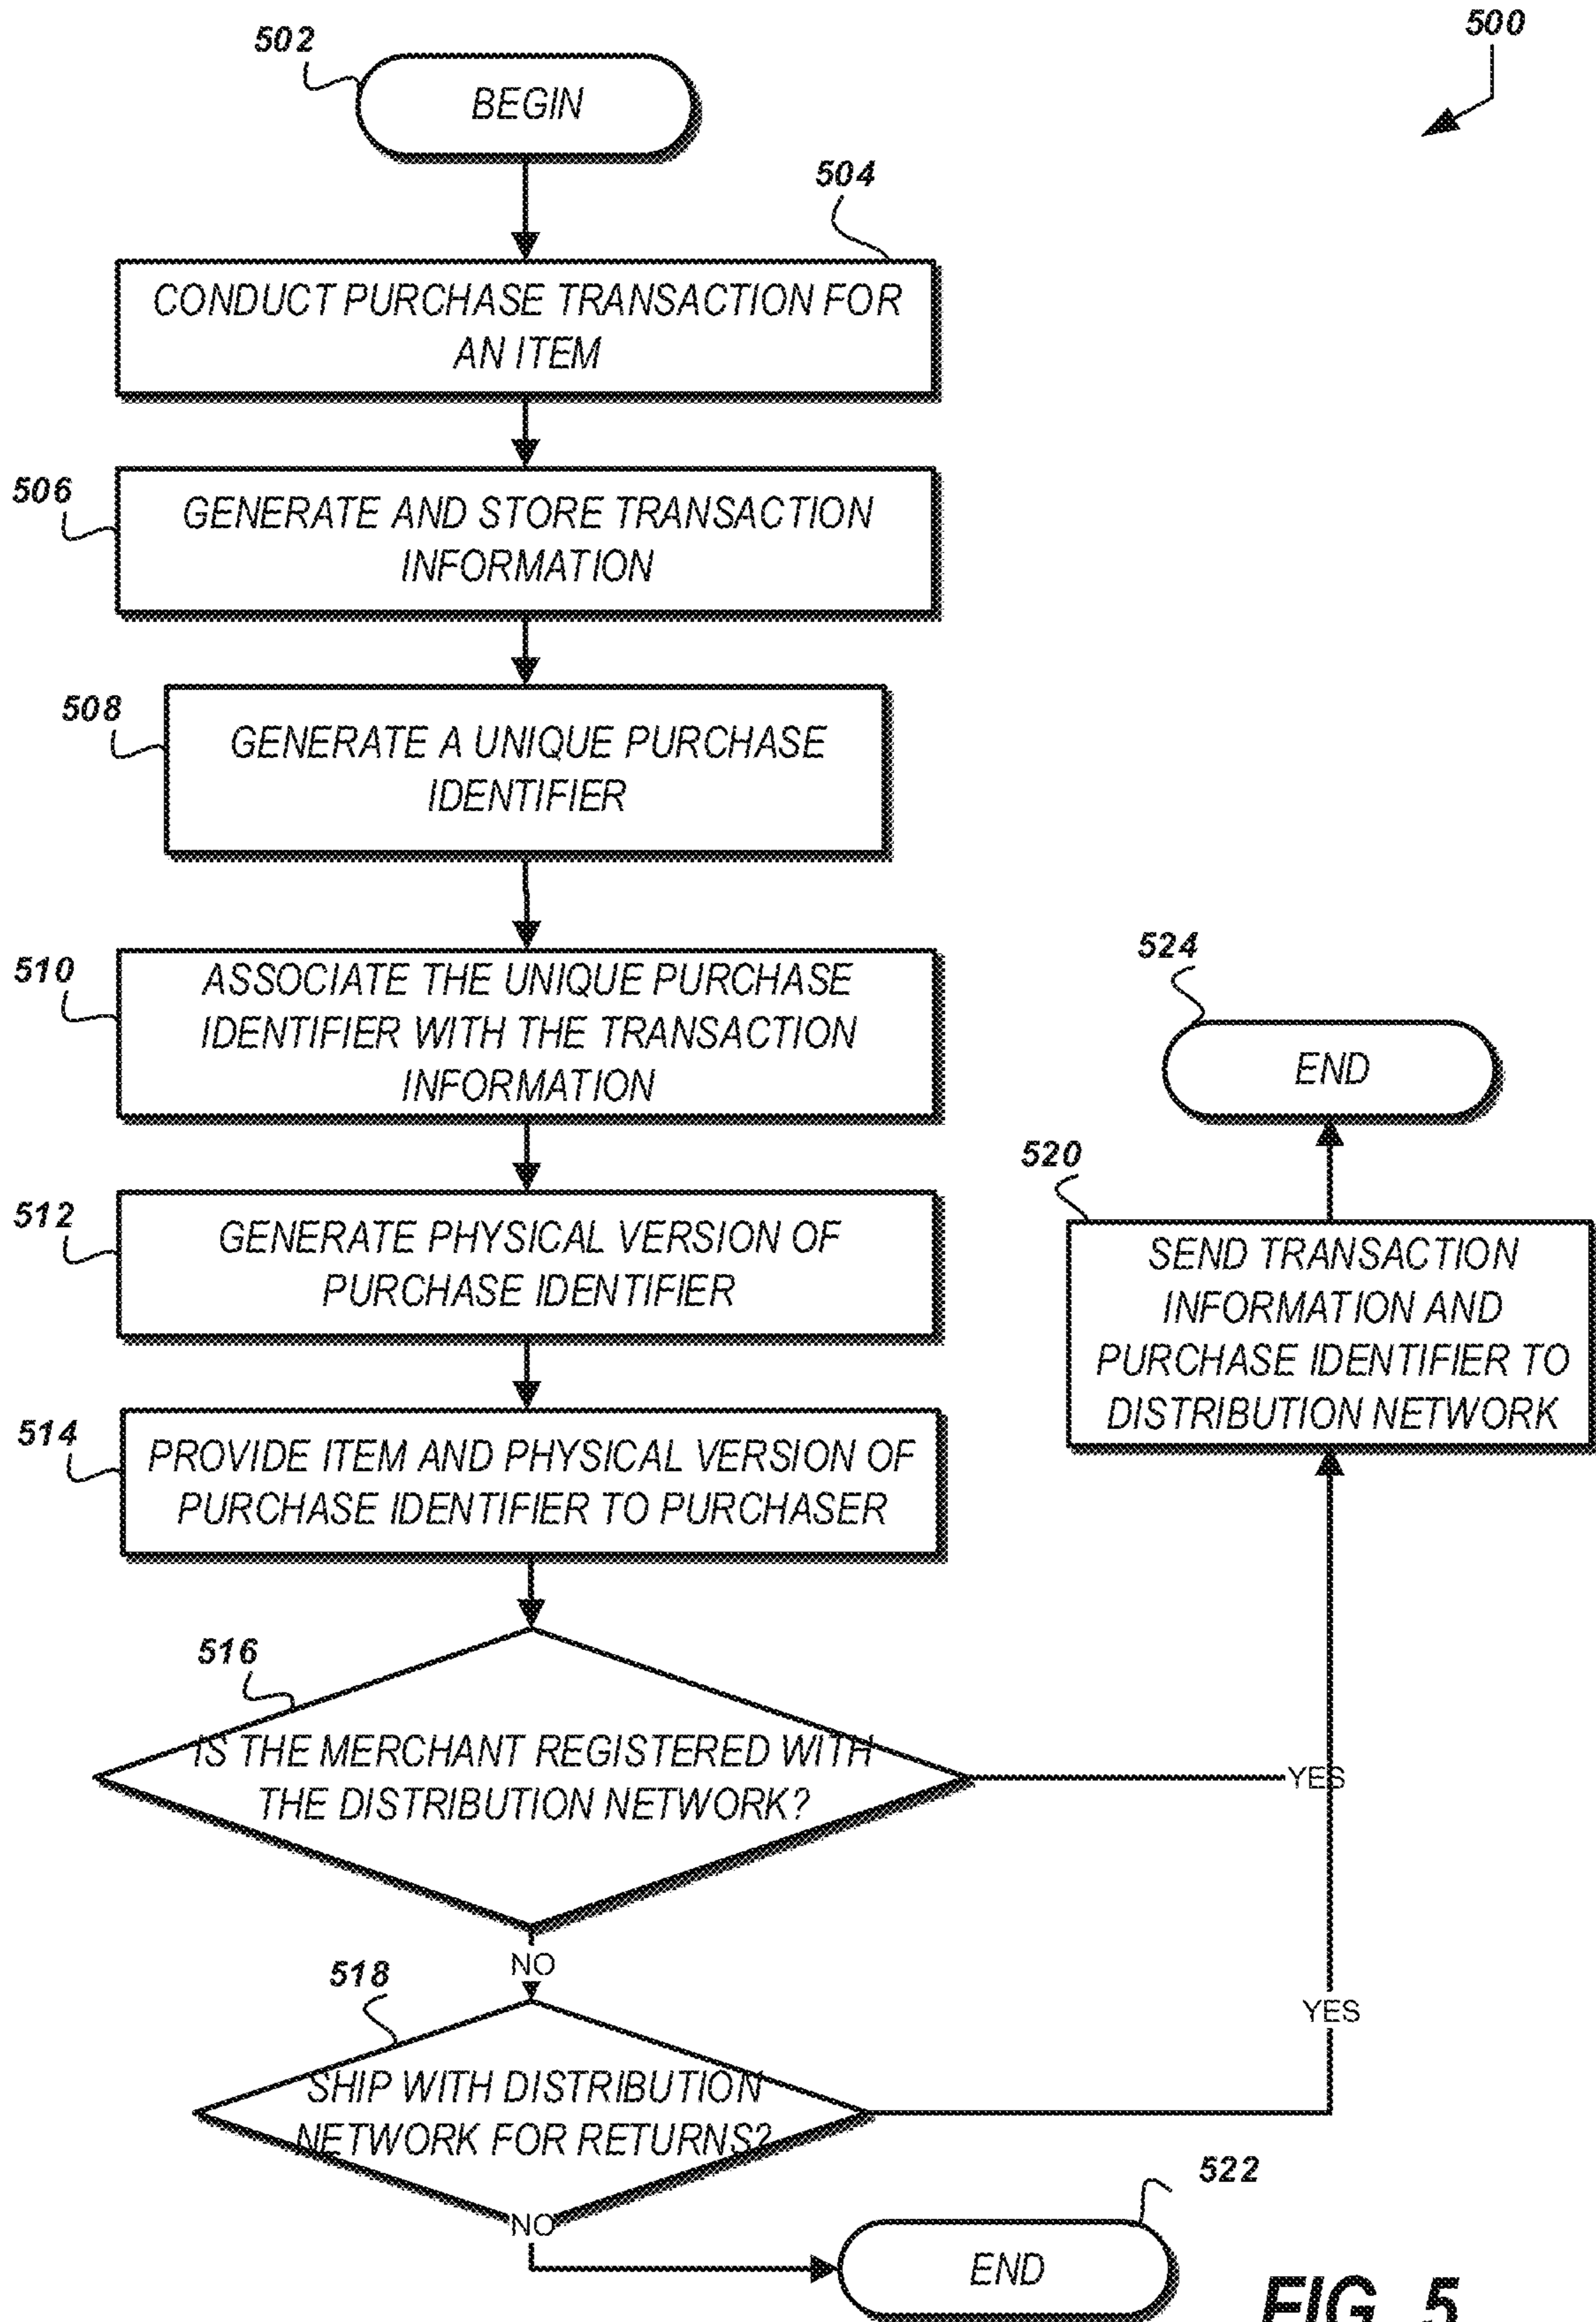 500
502
BEGIN
504
CONDUCT PURCHASE TRANSACTION FOR
AN ITEM
506
GENERATE AND STORE TRANSACTION
INFORMATION
508
GENERATE A UNIQUE PURCHASE
IDENTIFIER
510
ASSOCIATE THE UNIQUE PURCHASE
IDENTIFIER WITH THE TRANSACTION
INFORMATION
512
GENERATE PHYSICAL VERSION OF
PURCHASE IDENTIFIER
514
PROVIDE ITEM AND PHYSICAL VERSION OF
PURCHASE IDENTIFIER TO PURCHASER
516
IS THE MERCHANT REGISTERED WITH
THE DISTRIBUTION NETWORK?
YES
NO
518
SHIP WITH DISTRIBUTION
NETWORK FOR RETURNS?
YES
NO
520
SEND TRANSACTION
INFORMATION AND
PURCHASE IDENTIFIER TO
DISTRIBUTION NETWORK
524
END
522
END
FIG. 5